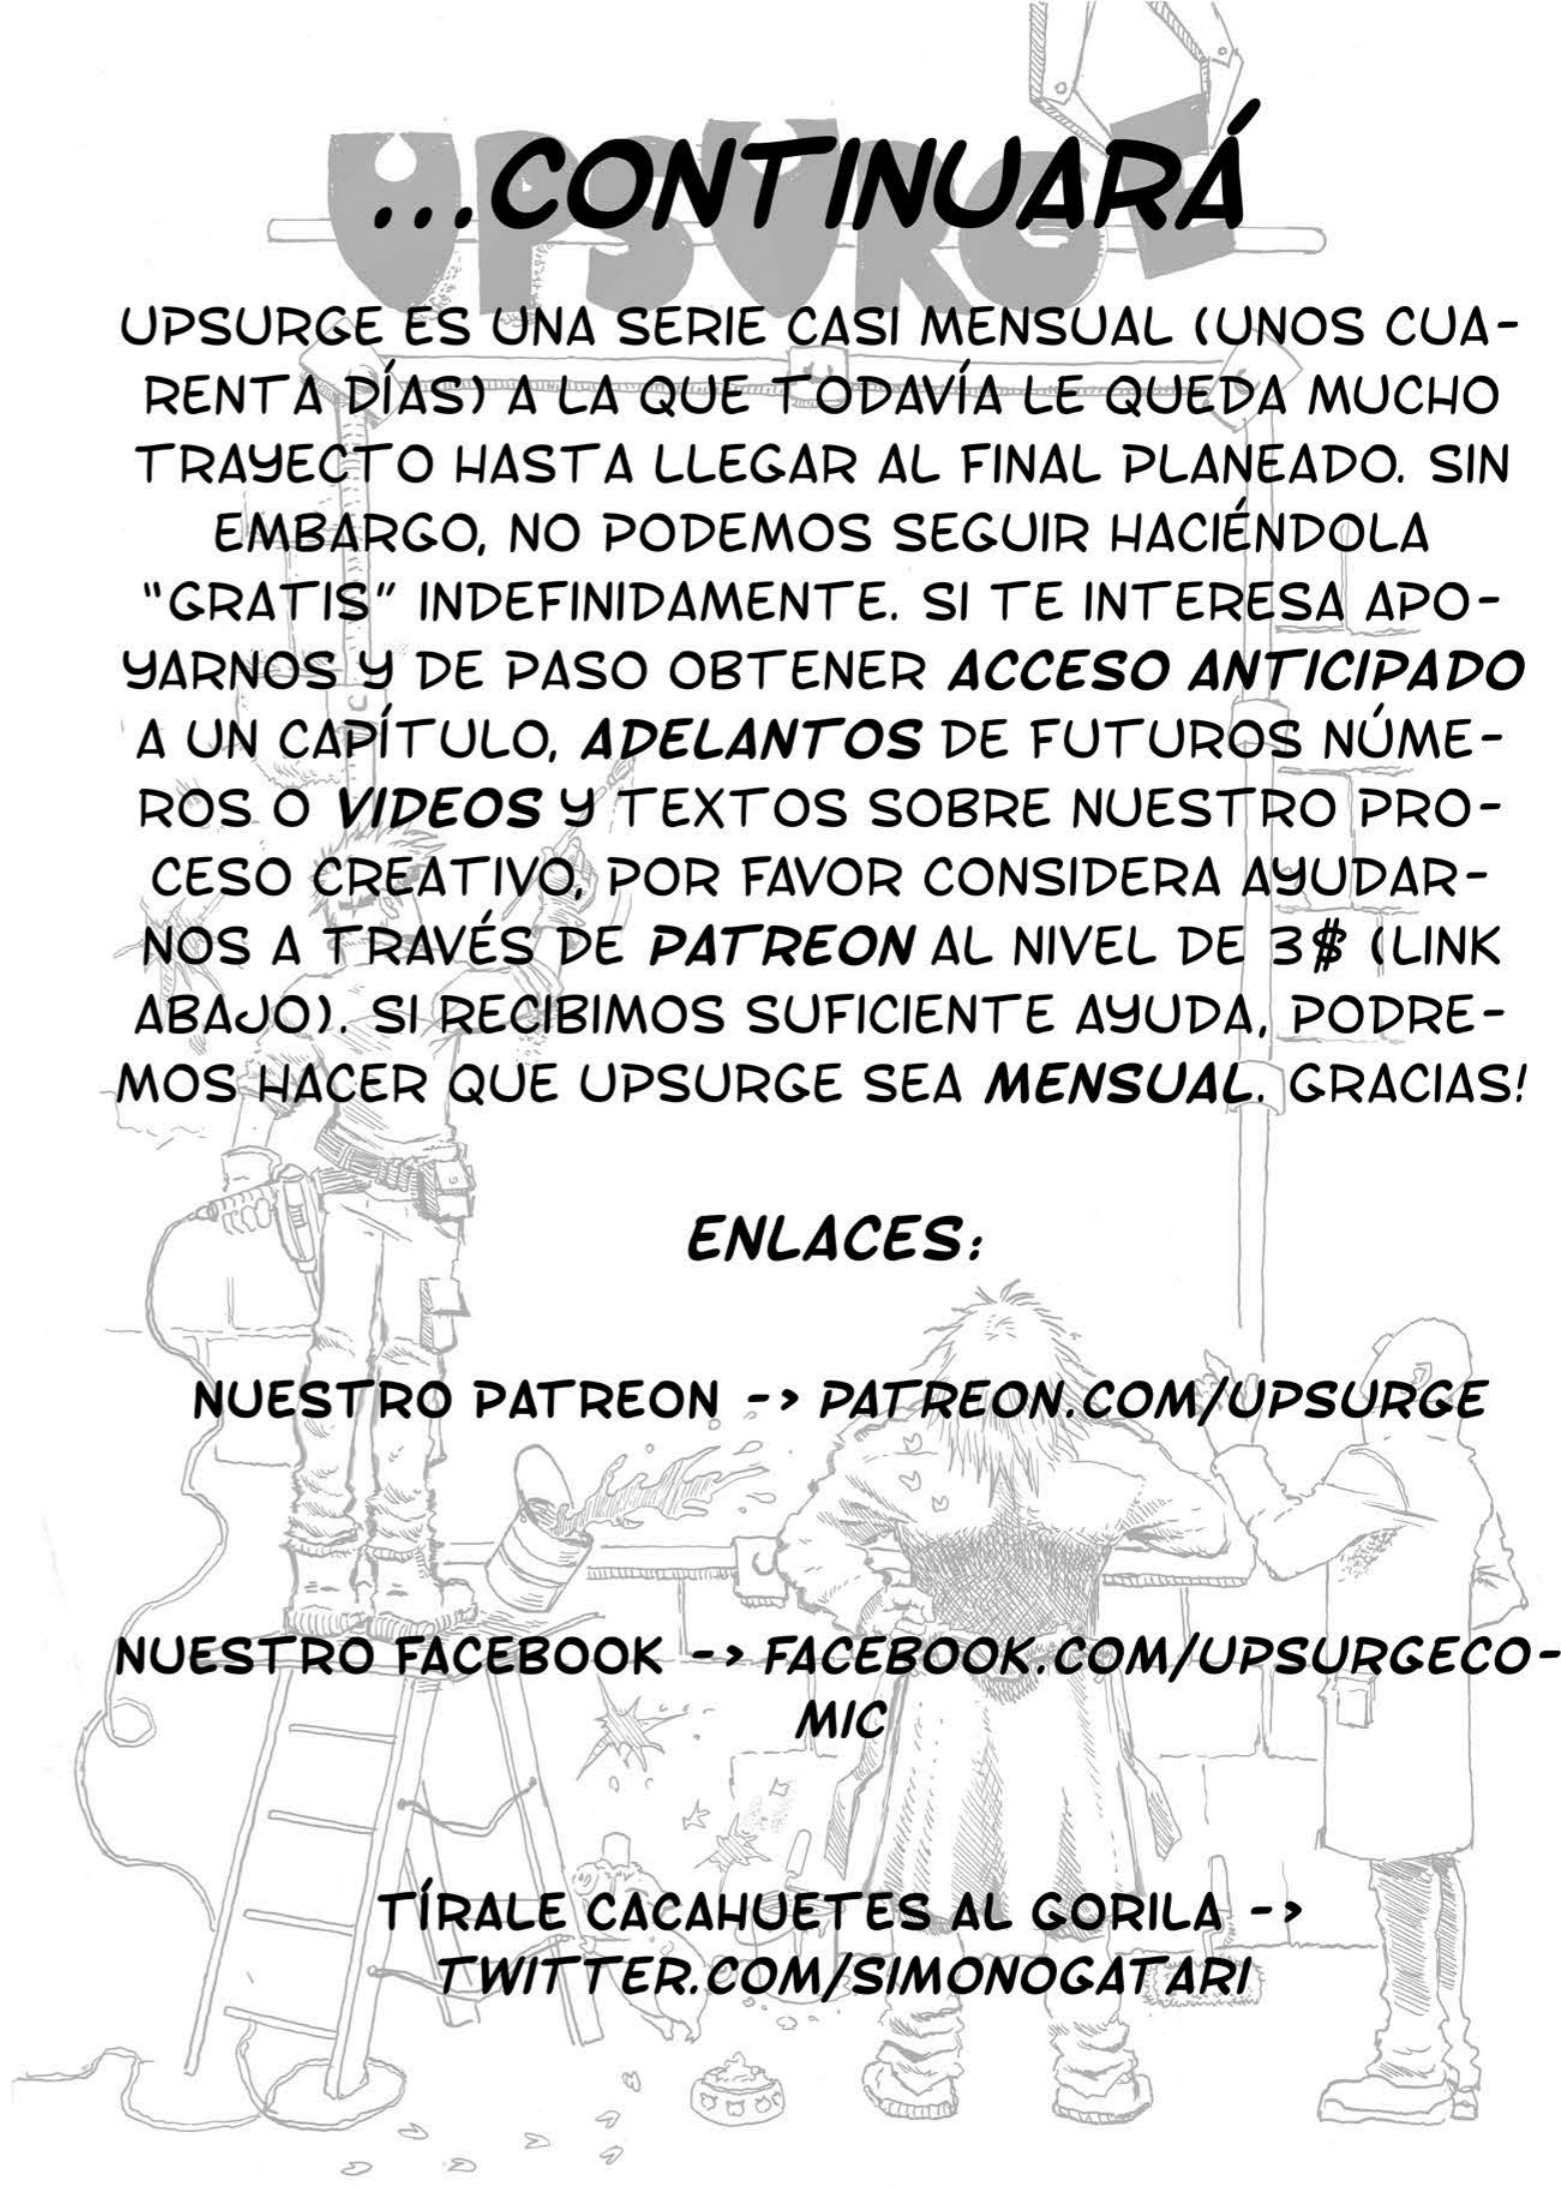 UPSURGE
...CONTINUARÁ
UPSURGE ES UNA SERIE CASI MENSUAL (UNOS CUA-
RENTA DÍAS) A LA QUE TODAVÍA LE QUEDA MUCHO
TRAYECTO HASTA LLEGAR AL FINAL PLANEADO. SIN
EMBARGO, NO PODEMOS SEGUIR HACIÉNDOLA
"GRATIS" INDEFINIDAMENTE. SI TE INTERESA APO-
YARNOS Y DE PASO OBTENER ACCESO ANTICIPADO
A UN CAPÍTULO, ADELANTOS DE FUTUROS NÚME-
ROS O VIDEOS Y TEXTOS SOBRE NUESTRO PRO-
CESO CREATIVO, POR FAVOR CONSIDERA AYUDAR-
NOS A TRAVÉS DE PATREON AL NIVEL DE 3$ (LINK
ABAJO). SI RECIBIMOS SUFICIENTE AYUDA, PODRE-
MOS HACER QUE UPSURGE SEA MENSUAL. GRACIAS!
ENLACES:
NUESTRO PATREON -> PATREON.COM/UPSURGE
NUESTRO FACEBOOK -> FACEBOOK.COM/UPSURGECO-
MIC
TÍRALE CACAHUETES AL GORILA ->
TWITTER.COM/SIMONOGATARI